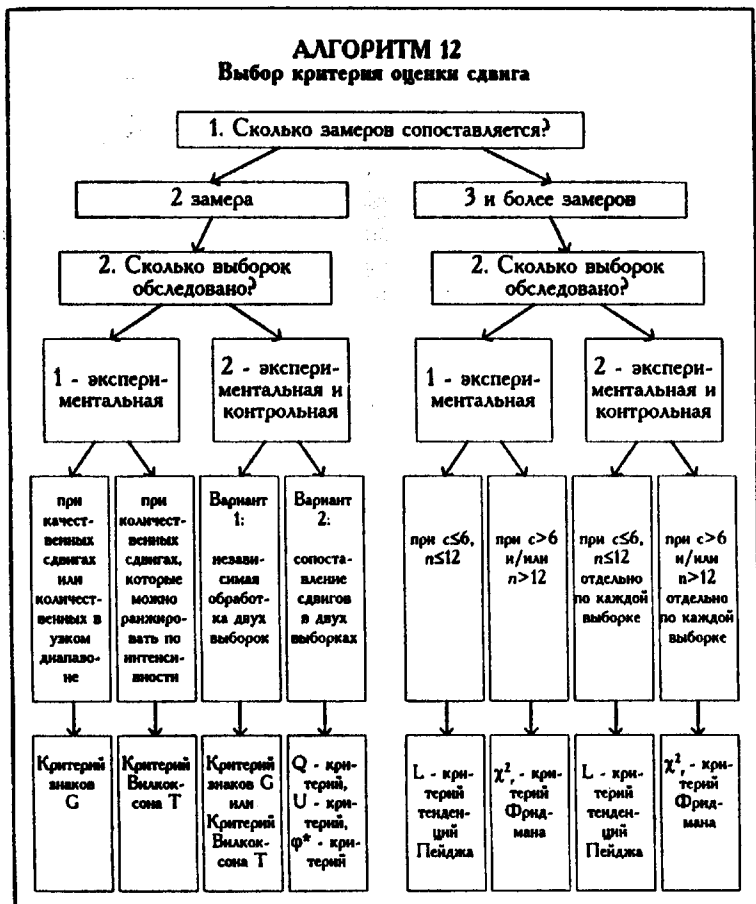 АЛГОРИТМ 12
Выбор критерия оценки сдвига
1. Сколько замеров сопоставляется?
2 замера
3 и более замеров
2. Сколько выборок
обследовано?
2. Сколько выборок
обследовано?
1 - экспери-
ментальная
2 - экспери-
ментальная и
контрольная
1 - экспери-
ментальная
2 - экспери-
ментальная и
контрольная
при
качест-
венных
сдвигах
или
количест-
венных в
узком
диапазо-
не
при
количест-
венных
сдвигах,
которые
можно
ранжиро-
вать по
интенси-
вности
Вариант
1:
незави-
симая
обработ-
ка двух
выборок
Вариант
2:
сопоста-
вление
сдвигов
в двух
выборках
при c≤6,
n≤12
при c>6
и/или
n>12
при c≤6,
n≤12
отдельно
по каждой
выборке
при c>6
и/или
n>12
отдельно
по каждой
выборке
Критерий
знаков
G
Критерий
Вилкок-
сона T
Критерий
знаков G
или
Критерий
Вилкок-
сона T
Q - кри-
терий,
U - кри-
терий,
φ* - кри-
терий
L - кри-
терий
тенден-
ций
Пейджа
χ²r - кри-
терий
Фрид-
мана
L - кри-
терий
тенден-
ций
Пейджа
χ²r - кри-
терий
Фрид-
мана